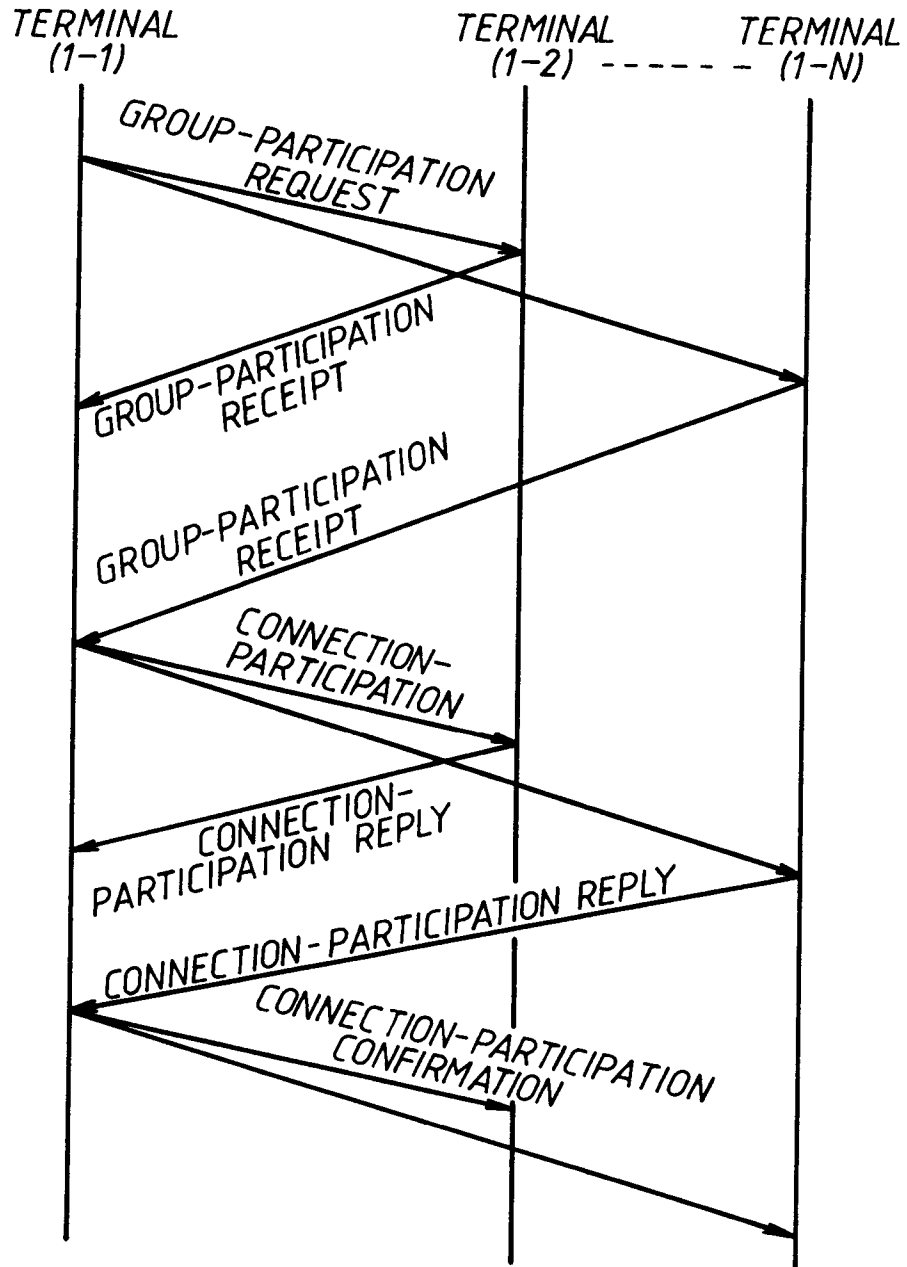 TERMINAL
(1-1)
TERMINAL
(1-2)
TERMINAL
(1-N)
GROUP-PARTICIPATION
REQUEST
GROUP-PARTICIPATION
RECEIPT
GROUP-PARTICIPATION
RECEIPT
CONNECTION-
PARTICIPATION
CONNECTION-
PARTICIPATION REPLY
CONNECTION-PARTICIPATION REPLY
CONNECTION-PARTICIPATION
CONFIRMATION